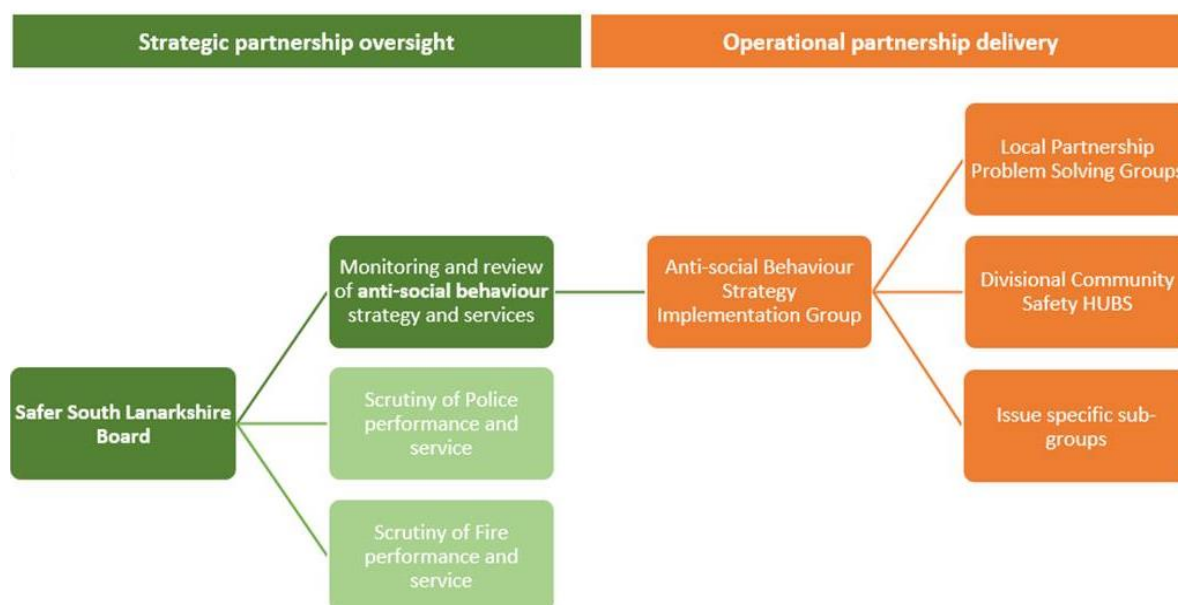 Strategic partnership oversight
Operational partnership delivery
Safer South Lanarkshire
Board
Monitoring and review
of anti-social behaviour
strategy and services
Scrutiny of Police
performance and
service
Scrutiny of Fire
performance and
service
Anti-social Behaviour
Strategy
Implementation Group
Local Partnership
Problem Solving Groups
Divisional Community
Safety HUBS
Issue specific sub-
groups